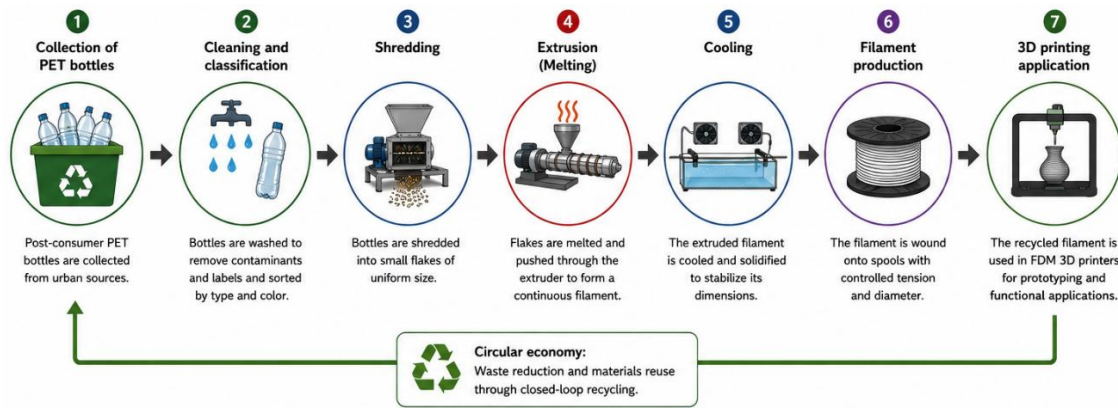 1
Collection of
PET bottles
Post-consumer PET
bottles are collected
from urban sources.
2
Cleaning and
classification
Bottles are washed to
remove contaminants
and labels and sorted
by type and color.
3
Shredding
Bottles are shredded
into small flakes of
uniform size.
4
Extrusion
(Melting)
Flakes are melted and
pushed through the
extruder to form a
continuous filament.
5
Cooling
The extruded filament
is cooled and solidified
to stabilize its
dimensions.
6
Filament
production
The filament is wound
onto spools with
controlled tension
and diameter.
7
3D printing
application
The recycled filament is
used in FDM 3D printers
for prototyping and
functional applications.
Circular economy:
Waste reduction and materials reuse
through closed-loop recycling.